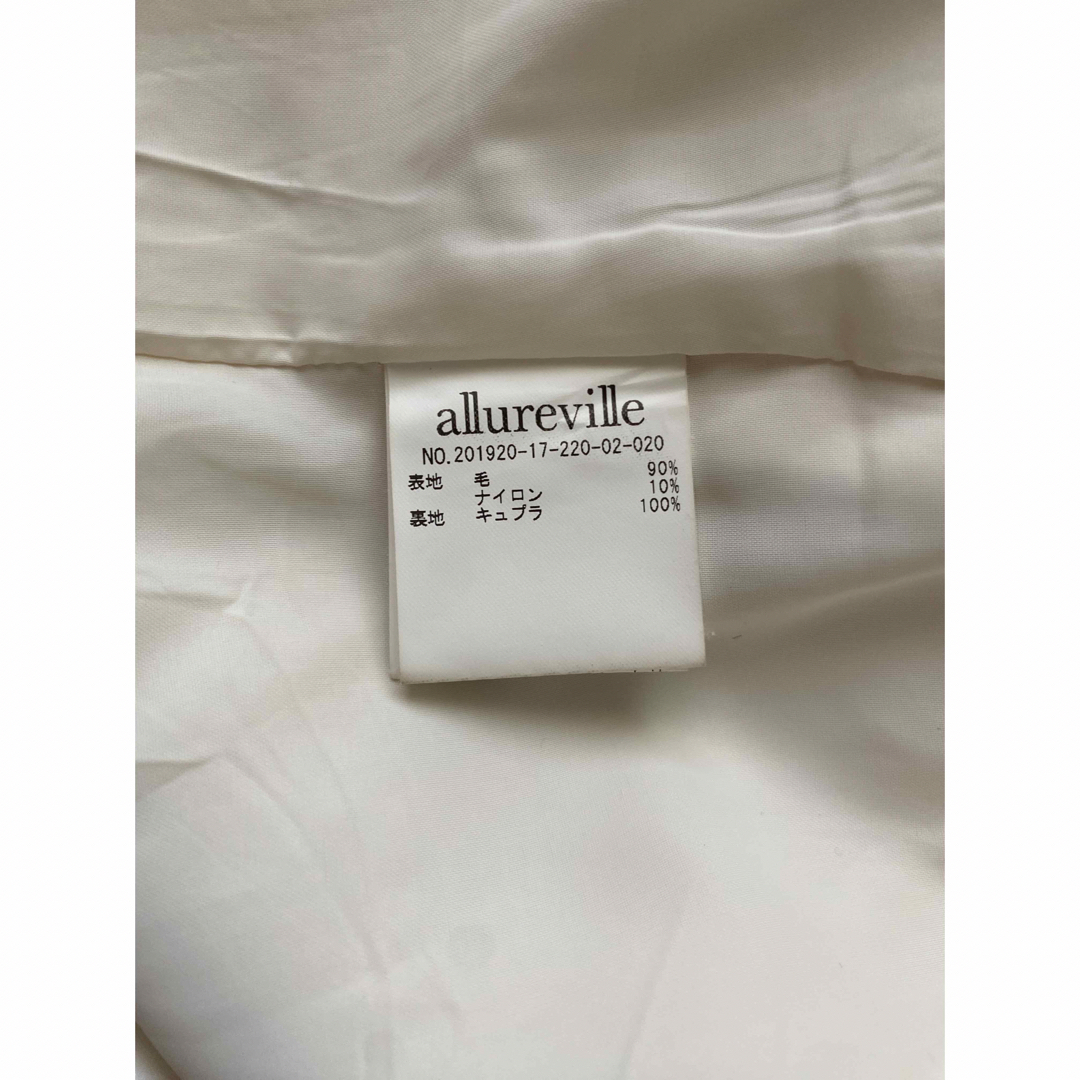 allureville
NO.201920-17-220-02-020
表地 毛 90%
ナイロン 10%
裏地 キュプラ 100%